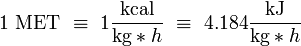 1 MET ≡ 1 kcal / kg * h ≡ 4.184 kJ / kg * h